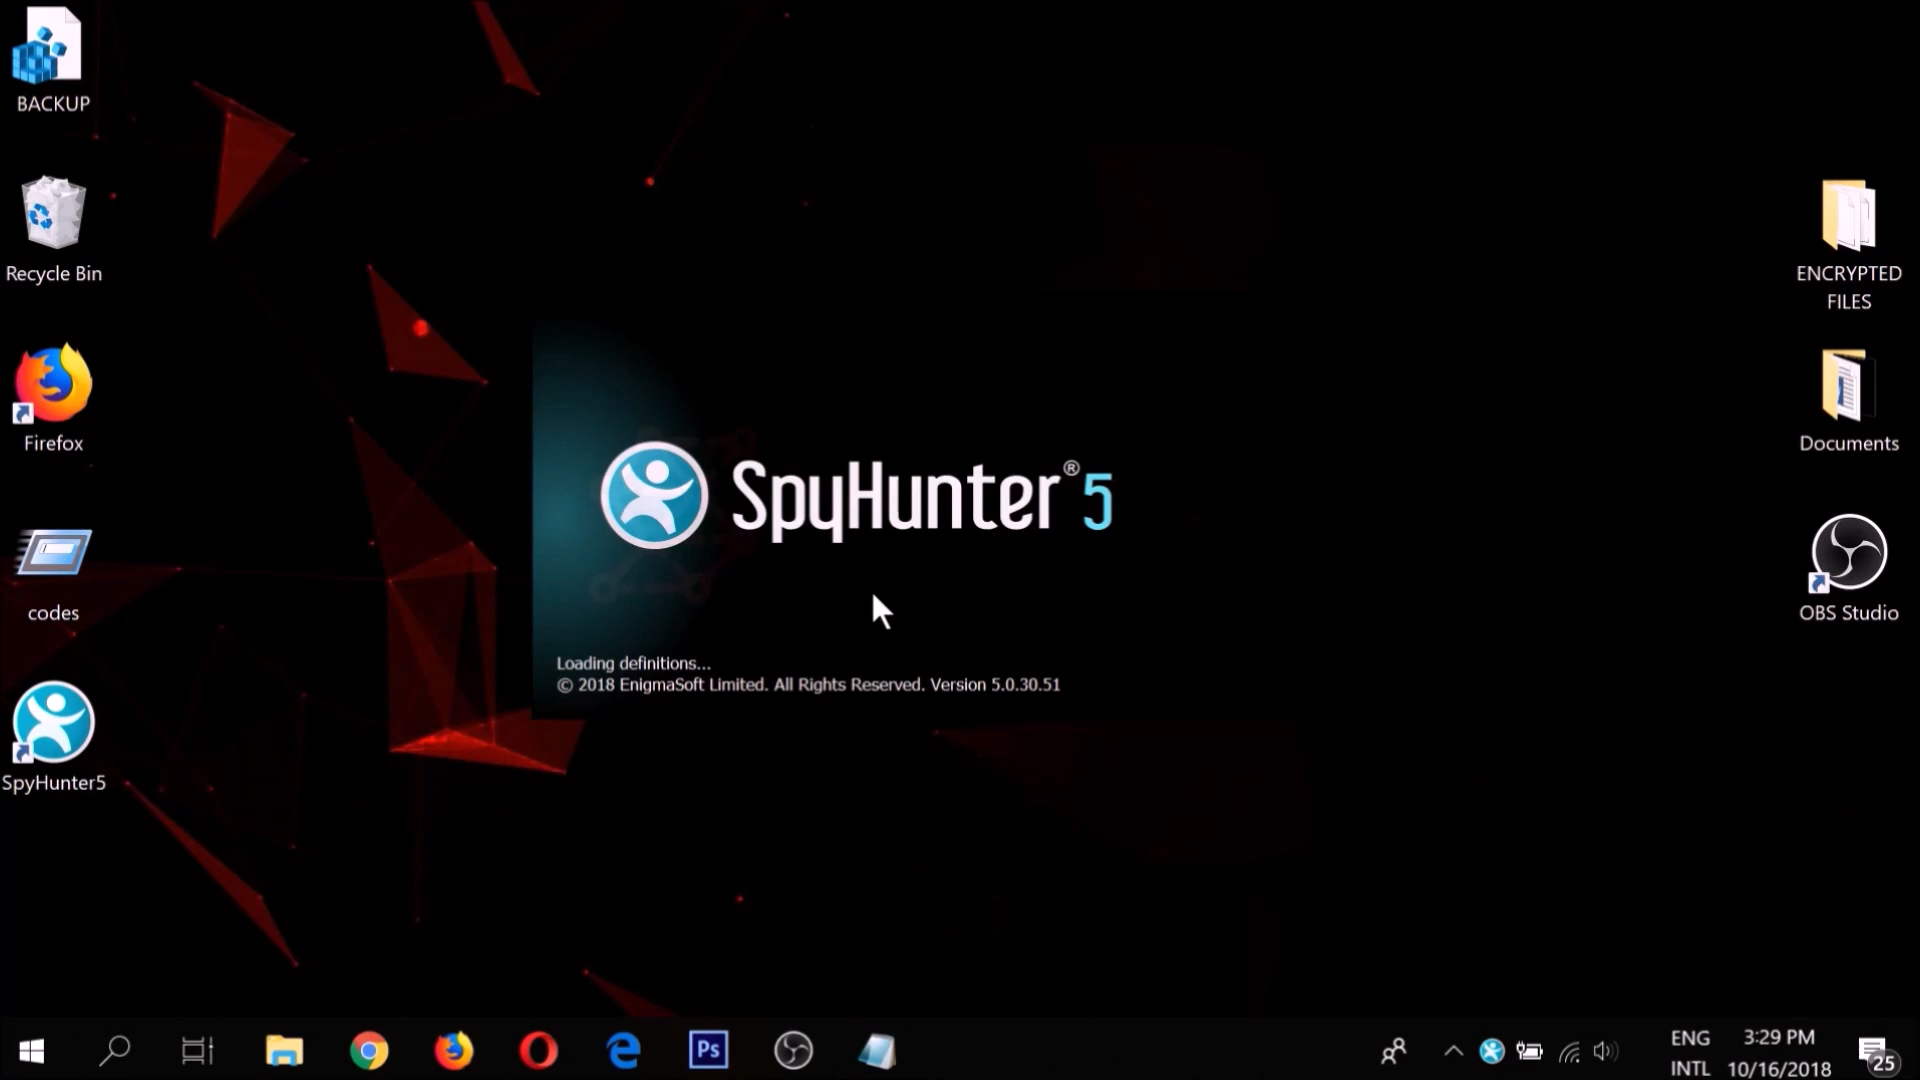 BACKUP
Recycle Bin
Firefox
codes
SpyHunter5
ENCRYPTED
FILES
Documents
OBS Studio
SpyHunter®5
Loading definitions...
© 2018 EnigmaSoft Limited. All Rights Reserved. Version 5.0.30.51
Ps
ENG
INTL
3:29 PM
10/16/2018
25